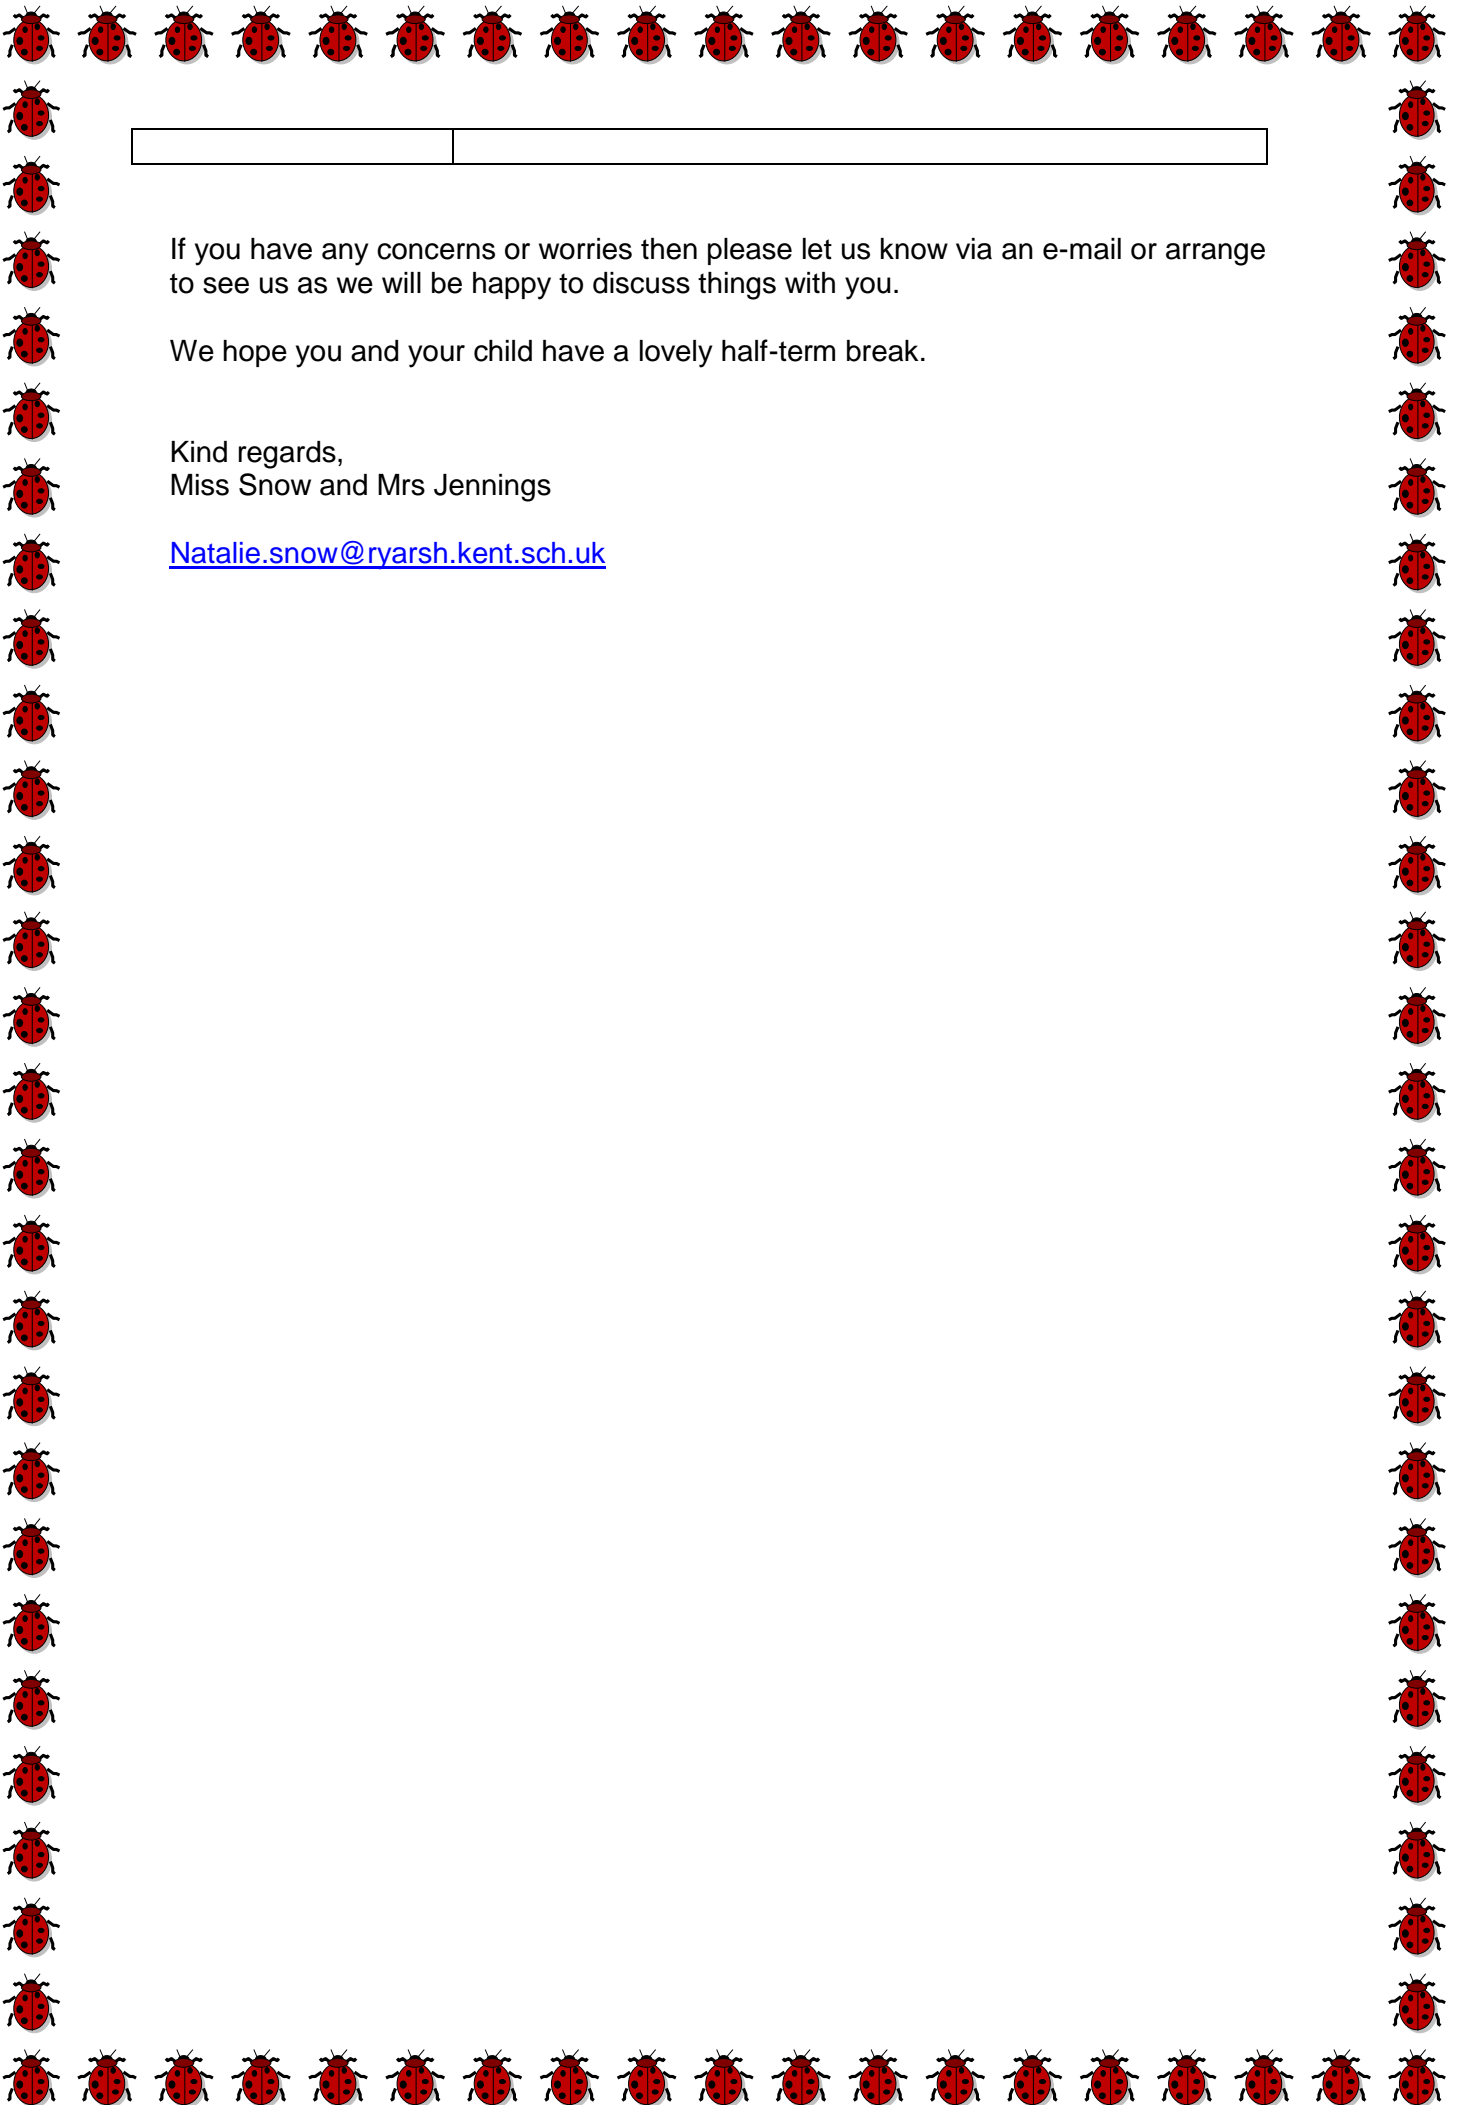 If you have any concerns or worries then please let us know via an e-mail or arrange
to see us as we will be happy to discuss things with you.
We hope you and your child have a lovely half-term break.
Kind regards,
Miss Snow and Mrs Jennings
Natalie.snow@ryarsh.kent.sch.uk